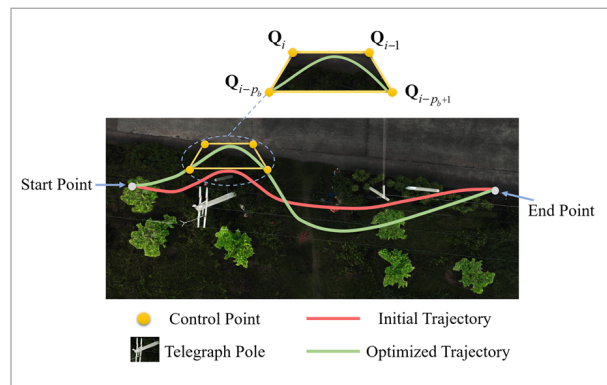 Q_i Q_{i-1}
Q_{i-p_b} Q_{i-p_b+1}
Start Point
End Point
Control Point Initial Trajectory
Telegraph Pole Optimized Trajectory